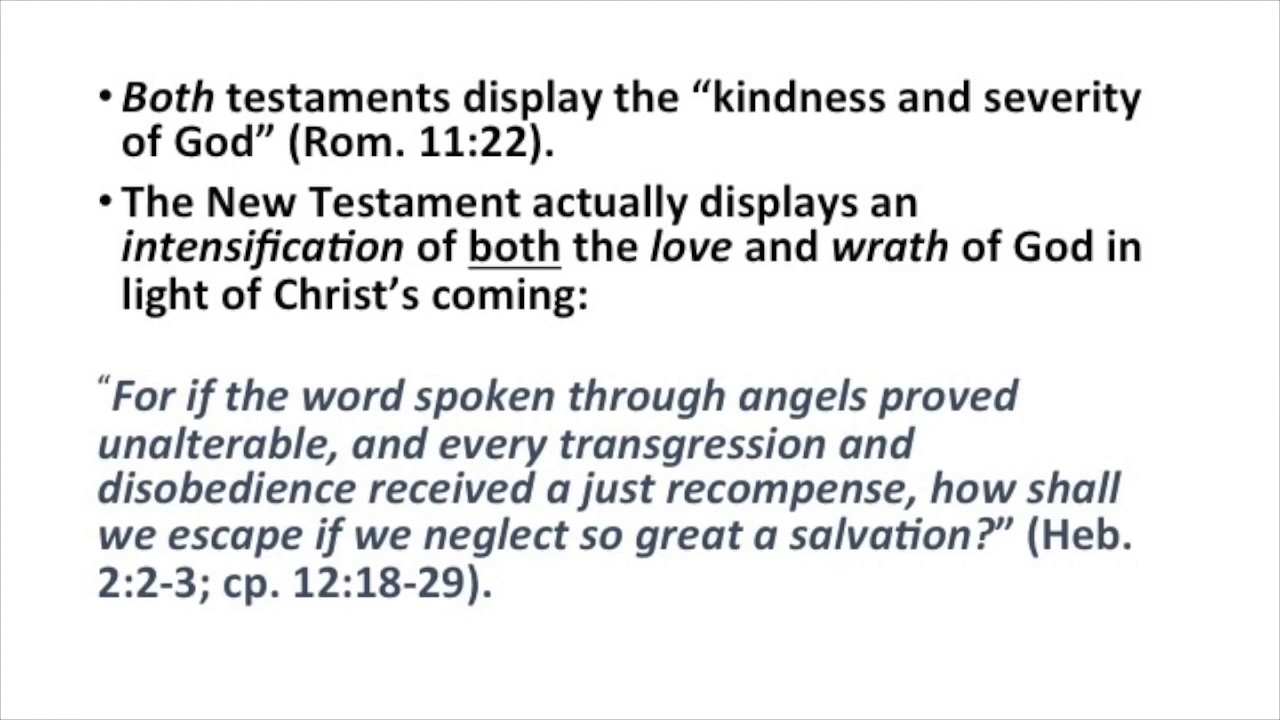 • Both testaments display the “kindness and severity
of God” (Rom. 11:22).
• The New Testament actually displays an
intensification of both the love and wrath of God in
light of Christ’s coming:
“For if the word spoken through angels proved
unalterable, and every transgression and
disobedience received a just recompense, how shall
we escape if we neglect so great a salvation?” (Heb.
2:2-3; cp. 12:18-29).